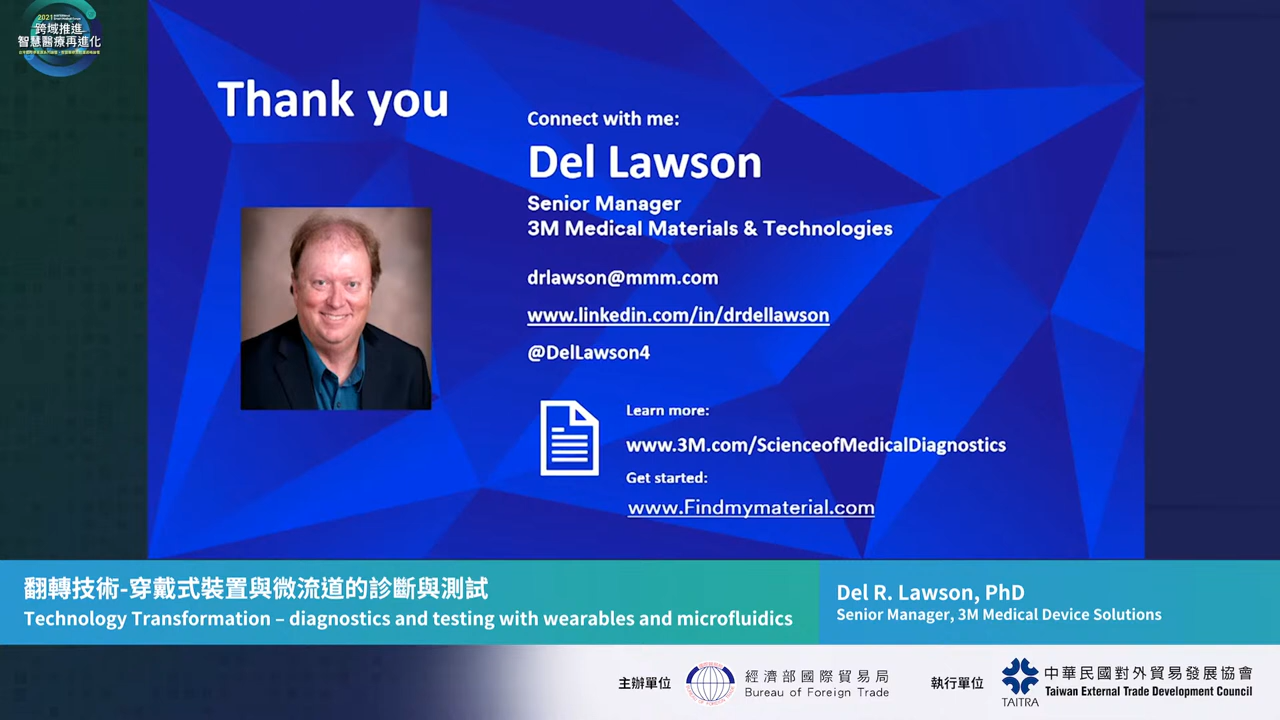 2021
跨域推進
智慧醫療再進化
Thank you
Connect with me:
Del Lawson
Senior Manager
3M Medical Materials & Technologies
drlawson@mmm.com
www.linkedin.com/in/drdellawson
@DelLawson4
Learn more:
www.3M.com/ScienceofMedicalDiagnostics
Get started:
www.Findmymaterial.com
翻轉技術-穿戴式裝置與微流道的診斷與測試
Technology Transformation – diagnostics and testing with wearables and microfluidics
Del R. Lawson, PhD
Senior Manager, 3M Medical Device Solutions
主辦單位
經濟部國際貿易局
Bureau of Foreign Trade
執行單位
TAITRA
中華民國對外貿易發展協會
Taiwan External Trade Development Council